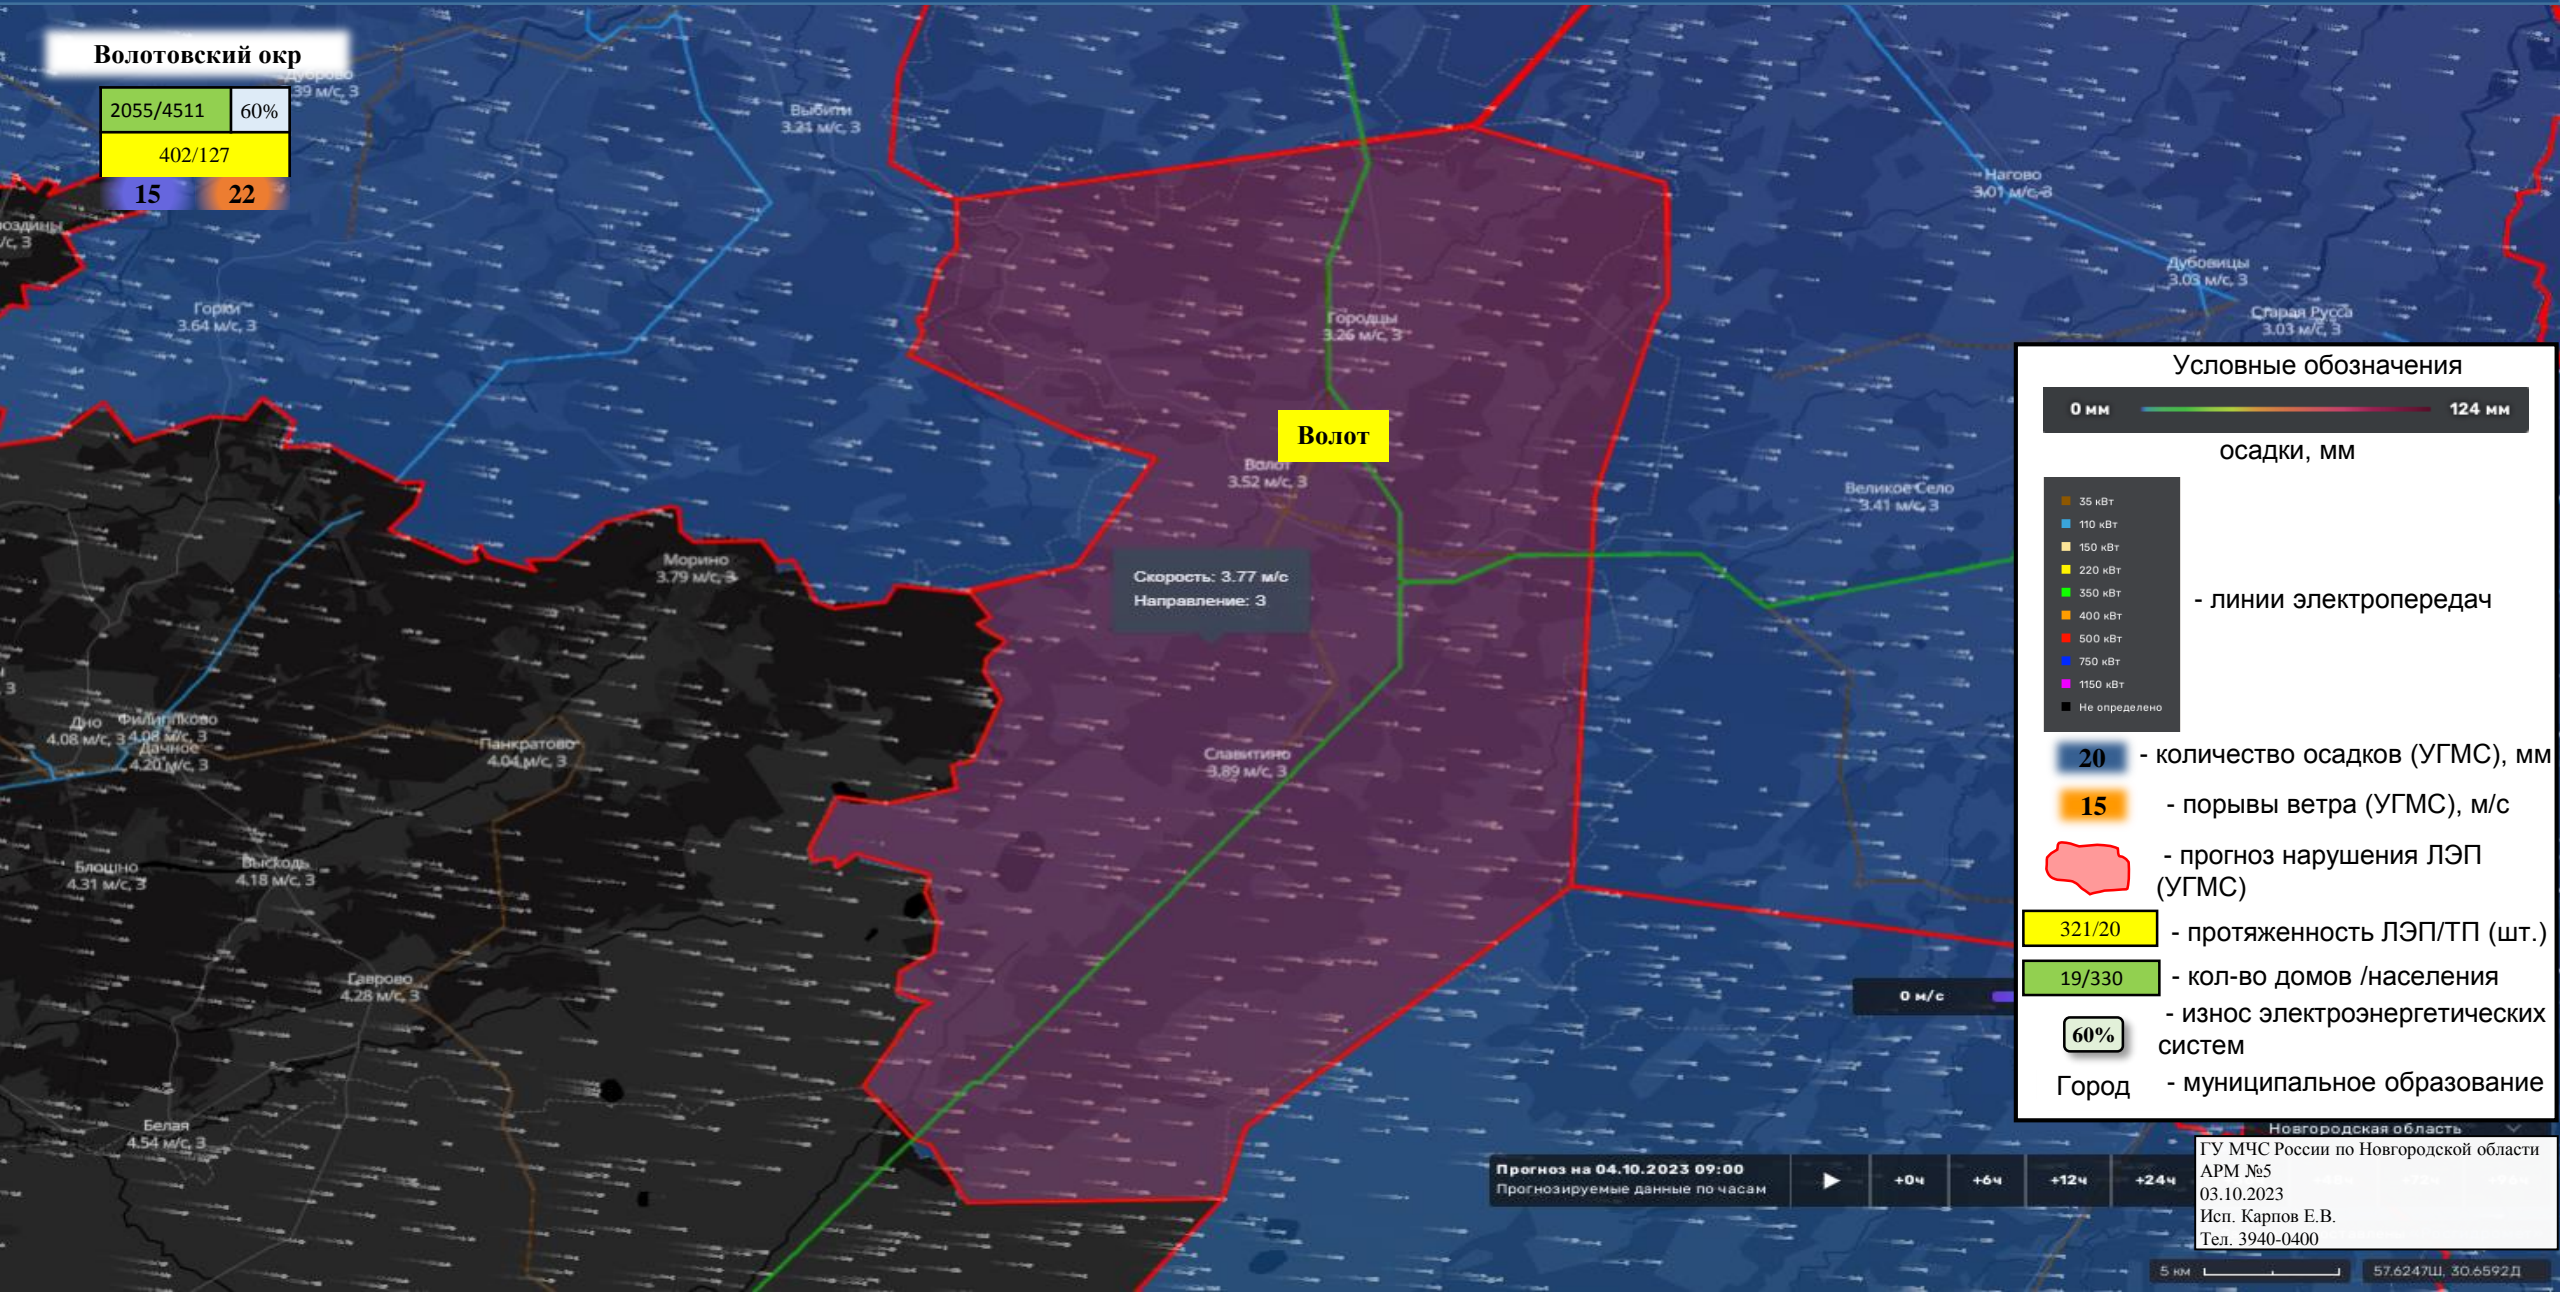 Волотовский окр
2055/4511 60%
402/127
15 22
Дуброво
39 м/с, З
Выбити
3.21 м/с, З
Нагово
3.01 м/с, З
Дубовицы
3.03 м/с, З
Старая Русса
3.03 м/с, З
/с, З
Горки
3.64 м/с, З
Городцы
3.26 м/с, З
Волот
Волот
3.52 м/с, З
Великое Село
3.41 м/с, З
Морино
3.79 м/с, З
Скорость: 3.77 м/с
Направление: З
З
Дно
4.08 м/с, З
Филиппково
4.08 м/с, З
Дачное
4.20 м/с, З
Панкратово
4.04 м/с, З
Славитино
3.89 м/с, З
Блошно
4.31 м/с, З
Выскодь
4.18 м/с, З
Гаврово
4.28 м/с, З
Белая
4.54 м/с, З
Условные обозначения
0 мм 124 мм
осадки, мм
35 кВт
110 кВт
150 кВт
220 кВт
350 кВт
400 кВт
500 кВт
750 кВт
1150 кВт
Не определено
- линии электропередач
20 - количество осадков (УГМС), мм
15 - порывы ветра (УГМС), м/с
- прогноз нарушения ЛЭП
(УГМС)
321/20 - протяженность ЛЭП/ТП (шт.)
19/330 - кол-во домов /населения
60% - износ электроэнергетических
систем
Город - муниципальное образование
0 м/с
Новгородская область
ГУ МЧС России по Новгородской области
АРМ №5
03.10.2023
Исп. Карпов Е.В.
Тел. 3940-0400
Прогноз на 04.10.2023 09:00
Прогнозируемые данные по часам
+0ч +6ч +12ч +24ч
5 км
57.6247Ш, 30.6592Д